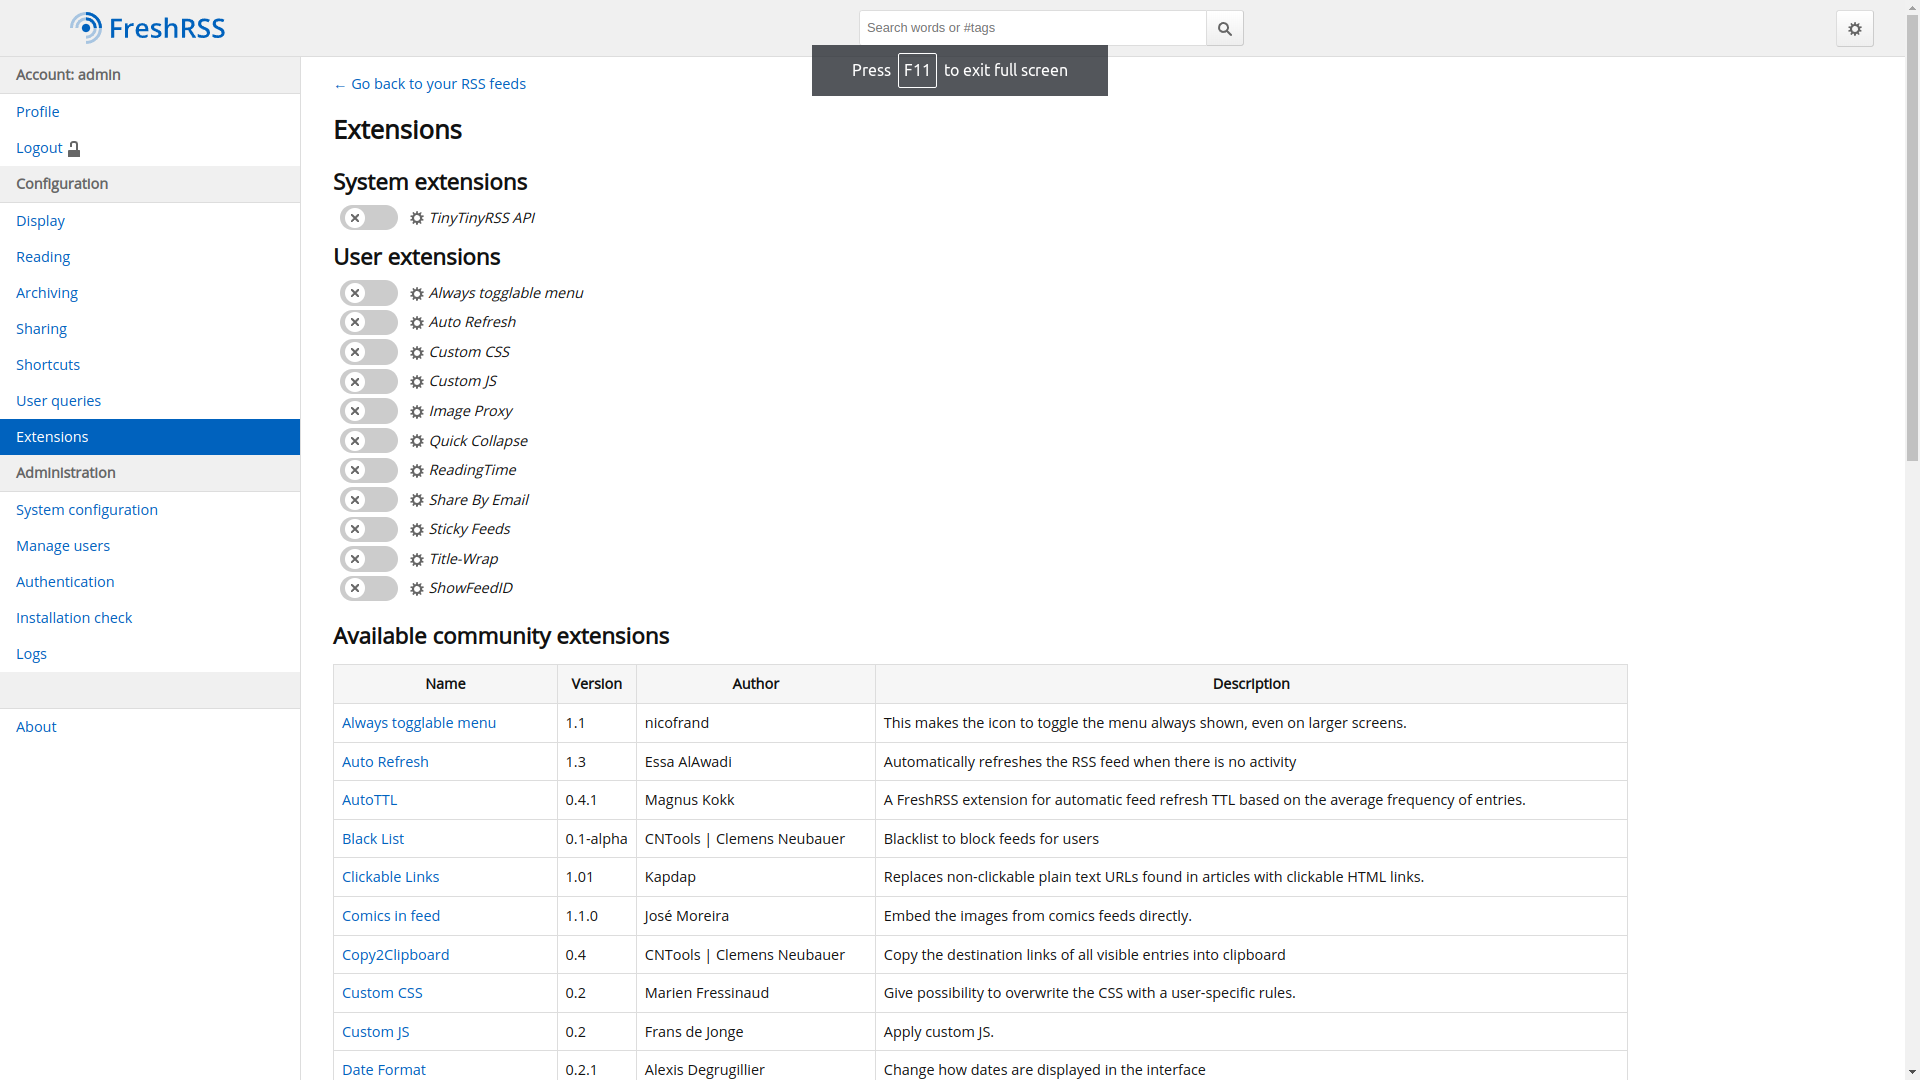 FreshRSS
Search words or #tags
Press F11 to exit full screen
Account: admin
Profile
Logout
Configuration
Display
Reading
Archiving
Sharing
Shortcuts
User queries
Extensions
Administration
System configuration
Manage users
Authentication
Installation check
Logs
About
← Go back to your RSS feeds
Extensions
System extensions
TinyTinyRSS API
User extensions
Always togglable menu
Auto Refresh
Custom CSS
Custom JS
Image Proxy
Quick Collapse
ReadingTime
Share By Email
Sticky Feeds
Title-Wrap
ShowFeedID
Available community extensions
Name Version Author Description
Always togglable menu 1.1 nicofrand This makes the icon to toggle the menu always shown, even on larger screens.
Auto Refresh 1.3 Essa AlAwadi Automatically refreshes the RSS feed when there is no activity
AutoTTL 0.4.1 Magnus Kokk A FreshRSS extension for automatic feed refresh TTL based on the average frequency of entries.
Black List 0.1-alpha CNTools | Clemens Neubauer Blacklist to block feeds for users
Clickable Links 1.01 Kapdap Replaces non-clickable plain text URLs found in articles with clickable HTML links.
Comics in feed 1.1.0 José Moreira Embed the images from comics feeds directly.
Copy2Clipboard 0.4 CNTools | Clemens Neubauer Copy the destination links of all visible entries into clipboard
Custom CSS 0.2 Marien Fressinaud Give possibility to overwrite the CSS with a user-specific rules.
Custom JS 0.2 Frans de Jonge Apply custom JS.
Date Format 0.2.1 Alexis Degrugillier Change how dates are displayed in the interface